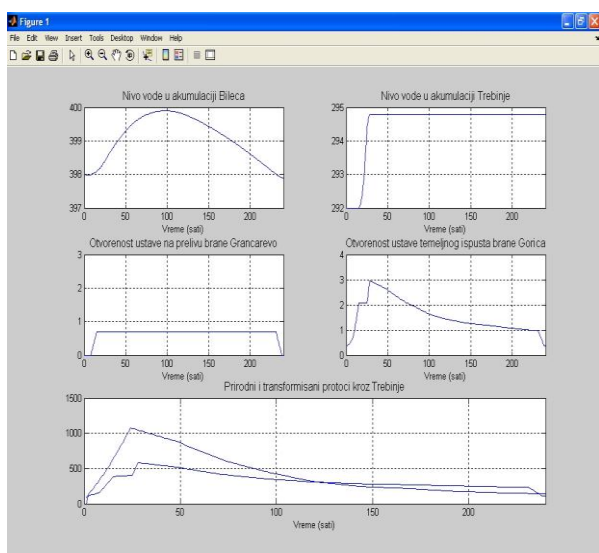 Figure 1
File Edit View Insert Tools Desktop Window Help
Nivo vode u akumulaciji Bileca
400
399
398
397
0 50 100 150 200
Vreme (sati)
Nivo vode u akumulaciji Trebinje
295
294
293
292
0 50 100 150 200
Vreme (sati)
Otvorenost ustave na prelivu brane Grancarevo
3
2
1
0
0 50 100 150 200
Vreme (sati)
Otvorenost ustave temeljnog ispusta brane Gorica
4
3
2
1
0
0 50 100 150 200
Vreme (sati)
Prirodni i transformisani protoci kroz Trebinje
1500
1000
500
0
0 50 100 150 200
Vreme (sati)